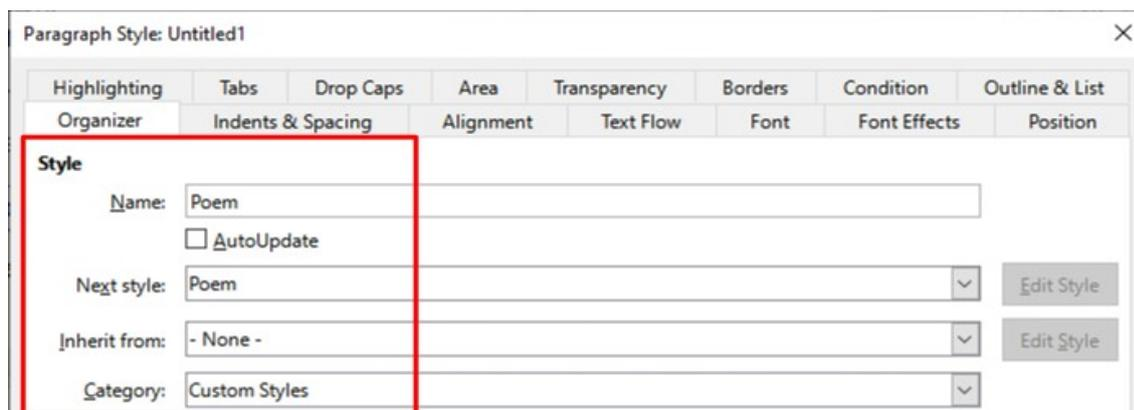 Paragraph Style: Untitled1
Highlighting Tabs Drop Caps Area Transparency Borders Condition Outline & List
Organizer Indents & Spacing Alignment Text Flow Font Font Effects Position
Style
Name: Poem
AutoUpdate
Next style: Poem Edit Style
Inherit from: - None - Edit Style
Category: Custom Styles